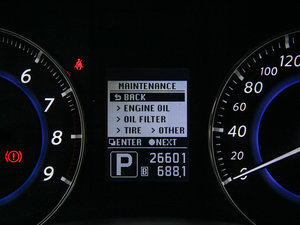 MAINTENANCE
BACK
> ENGINE OIL
> OIL FILTER
> TIRE > OTHER
ENTER NEXT
P
26601
B 688.1
6
7
8
9
120
100
80
60
40
20
0